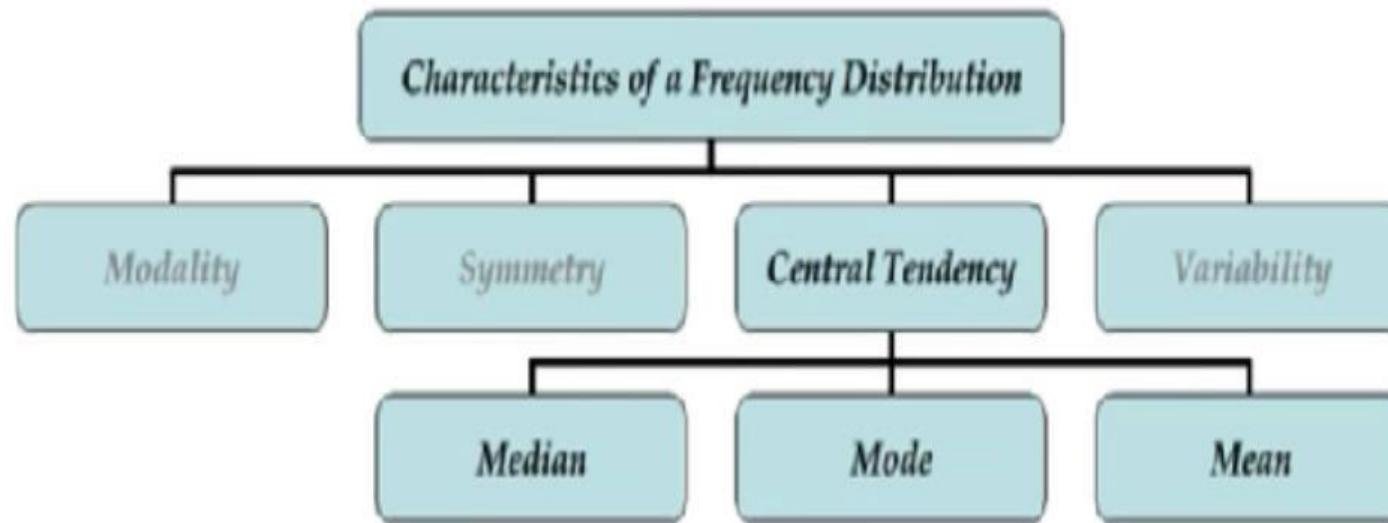 Characteristics of a Frequency Distribution
Modality
Symmetry
Central Tendency
Variability
Median
Mode
Mean